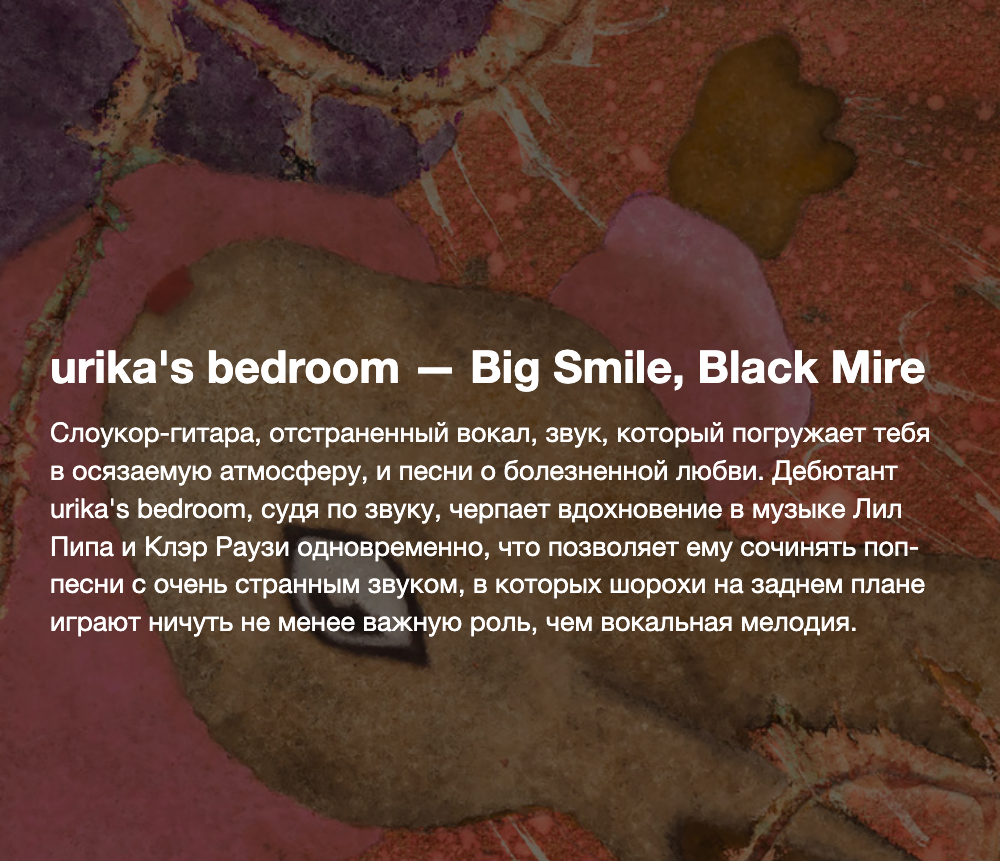 urika's bedroom — Big Smile, Black Mire
Слоукор-гитара, отстраненный вокал, звук, который погружает тебя
в осязаемую атмосферу, и песни о болезненной любви. Дебютант
urika's bedroom, судя по звуку, черпает вдохновение в музыке Лил
Пипа и Клэр Раузи одновременно, что позволяет ему сочинять поп-
песни с очень странным звуком, в которых шорохи на заднем плане
играют ничуть не менее важную роль, чем вокальная мелодия.